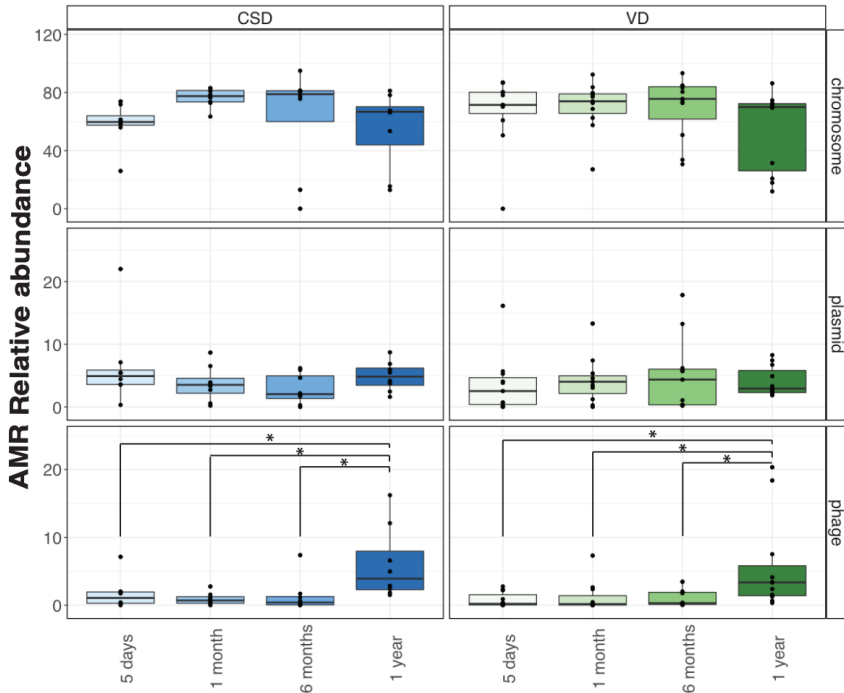 CSD VD
120
80
40
0
chromosome
20
10
0
plasmid
* *
* *
* *
20
10
0
phage
AMR Relative abundance
5 days 1 month 6 months 1 year 5 days 1 month 6 months 1 year